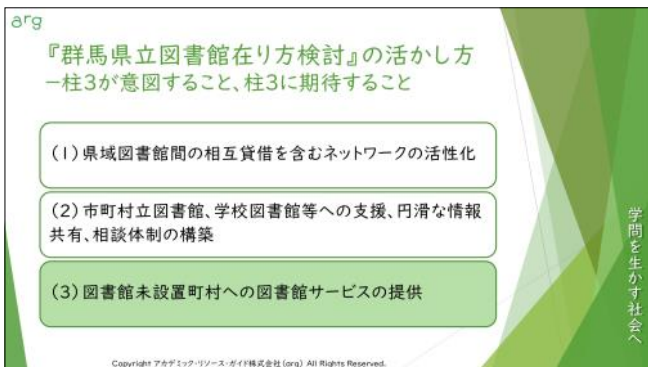 arg
『群馬県立図書館在り方検討』の活かし方
－柱3が意図すること、柱3に期待すること
(1)県域図書館間の相互貸借を含むネットワークの活性化
(2)市町村立図書館、学校図書館等への支援、円滑な情報
共有、相談体制の構築
(3)図書館未設置町村への図書館サービスの提供
学問を生かす社会へ
Copyright アカデミック・リソース・ガイド株式会社(arg) All Rights Reserved.